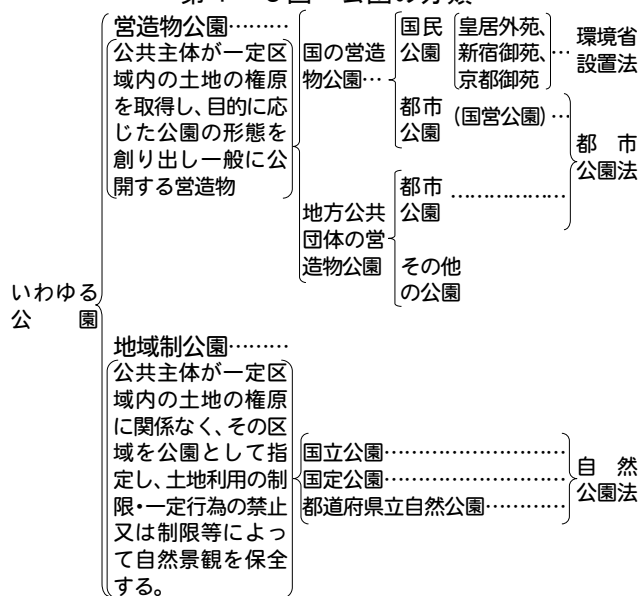 営造物公園………
公共主体が一定区
域内の土地の権原
を取得し、目的に応
じた公園の形態を
創り出し一般に公
開する営造物
国の営造
物公園…
国民
公園
皇居外苑、
新宿御苑、
京都御苑
…
環境省
設置法
都市
公園
(国営公園)…
都市
公園法
地方公共
団体の営
造物公園
都市
公園
………………
その他
の公園
いわゆる
公園
地域制公園………
公共主体が一定区
域内の土地の権原
に関係なく、その区
域を公園として指
定し、土地利用の制
限・一定行為の禁止
又は制限等によっ
て自然景観を保全
する。
国立公園…………………………
国定公園…………………………
都道府県立自然公園…………
自然
公園法